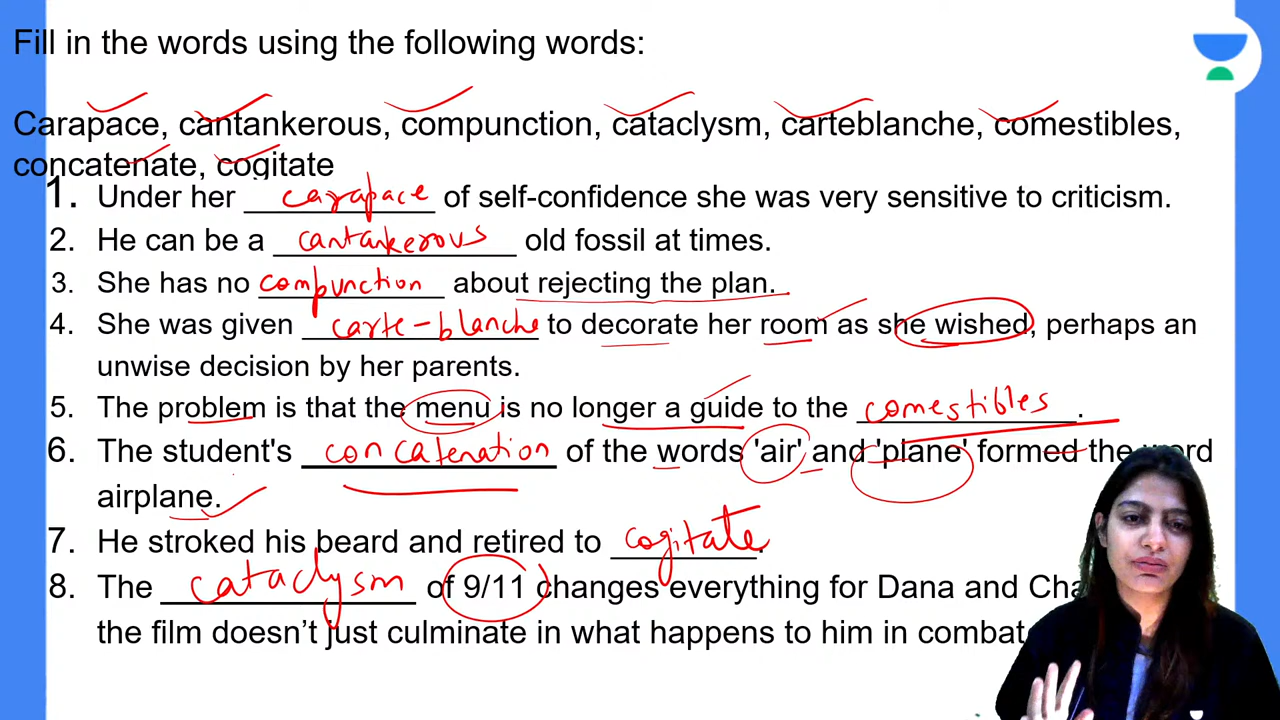 Fill in the words using the following words:
Carapace, cantankerous, compunction, cataclysm, carteblanche, comestibles,
concatenate, cogitate
1. Under her carapace of self-confidence she was very sensitive to criticism.
2. He can be a cantankerous old fossil at times.
3. She has no compunction about rejecting the plan.
4. She was given carte-blanche to decorate her room as she wished, perhaps an
unwise decision by her parents.
5. The problem is that the menu is no longer a guide to the comestibles.
6. The student's concatenation of the words 'air' and 'plane' formed the word
airplane.
7. He stroked his beard and retired to cogitate.
8. The cataclysm of 9/11 changes everything for Dana and
the film doesn't just culminate in what happens to him in combat